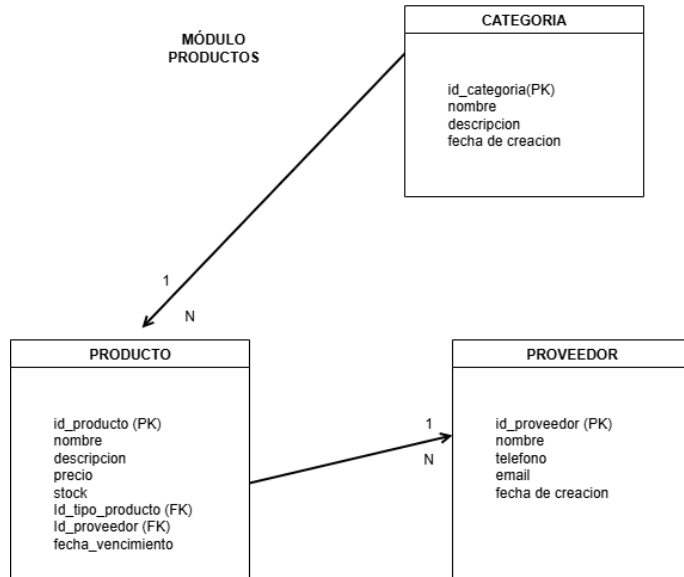 MÓDULO
PRODUCTOS
CATEGORIA
id_categoria(PK)
nombre
descripcion
fecha de creacion
1
N
PRODUCTO
id_producto (PK)
nombre
descripcion
precio
stock
Id_tipo_producto (FK)
Id_proveedor (FK)
fecha_vencimiento
1
N
PROVEEDOR
id_proveedor (PK)
nombre
telefono
email
fecha de creacion